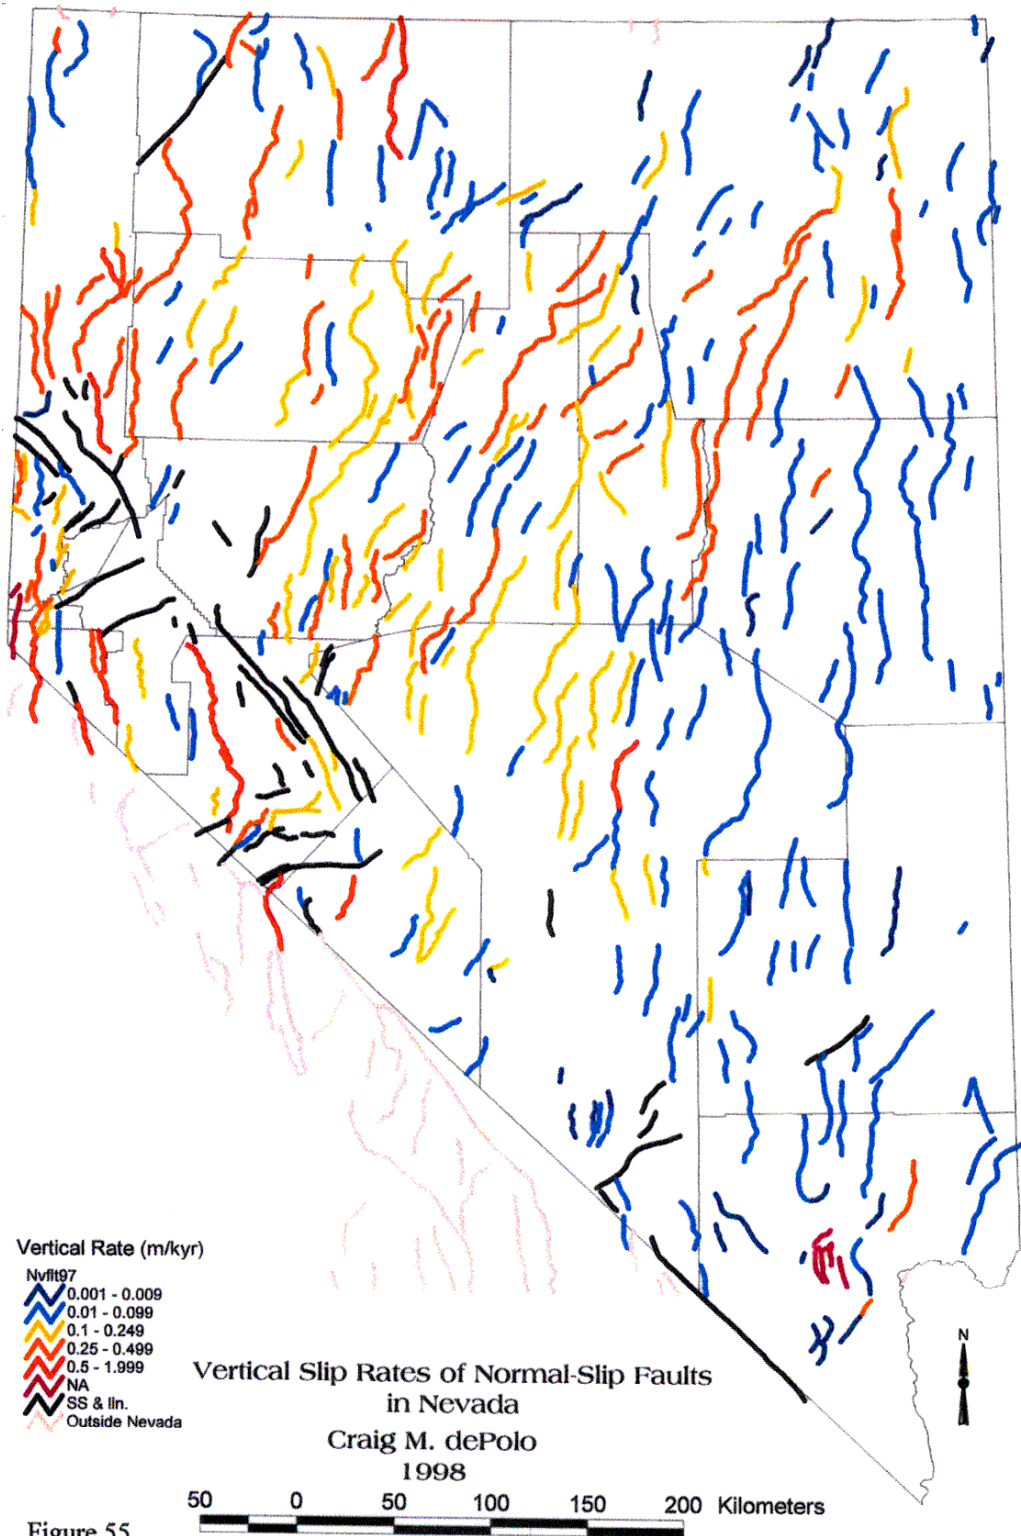 Vertical Rate (m/kyr)
Nvflt97
0.001 - 0.009
0.01 - 0.099
0.1 - 0.249
0.25 - 0.499
0.5 - 1.999
NA
SS & lin.
Outside Nevada
Vertical Slip Rates of Normal-Slip Faults
in Nevada
Craig M. dePolo
1998
N
50 0 50 100 150 200 Kilometers
Figure 55